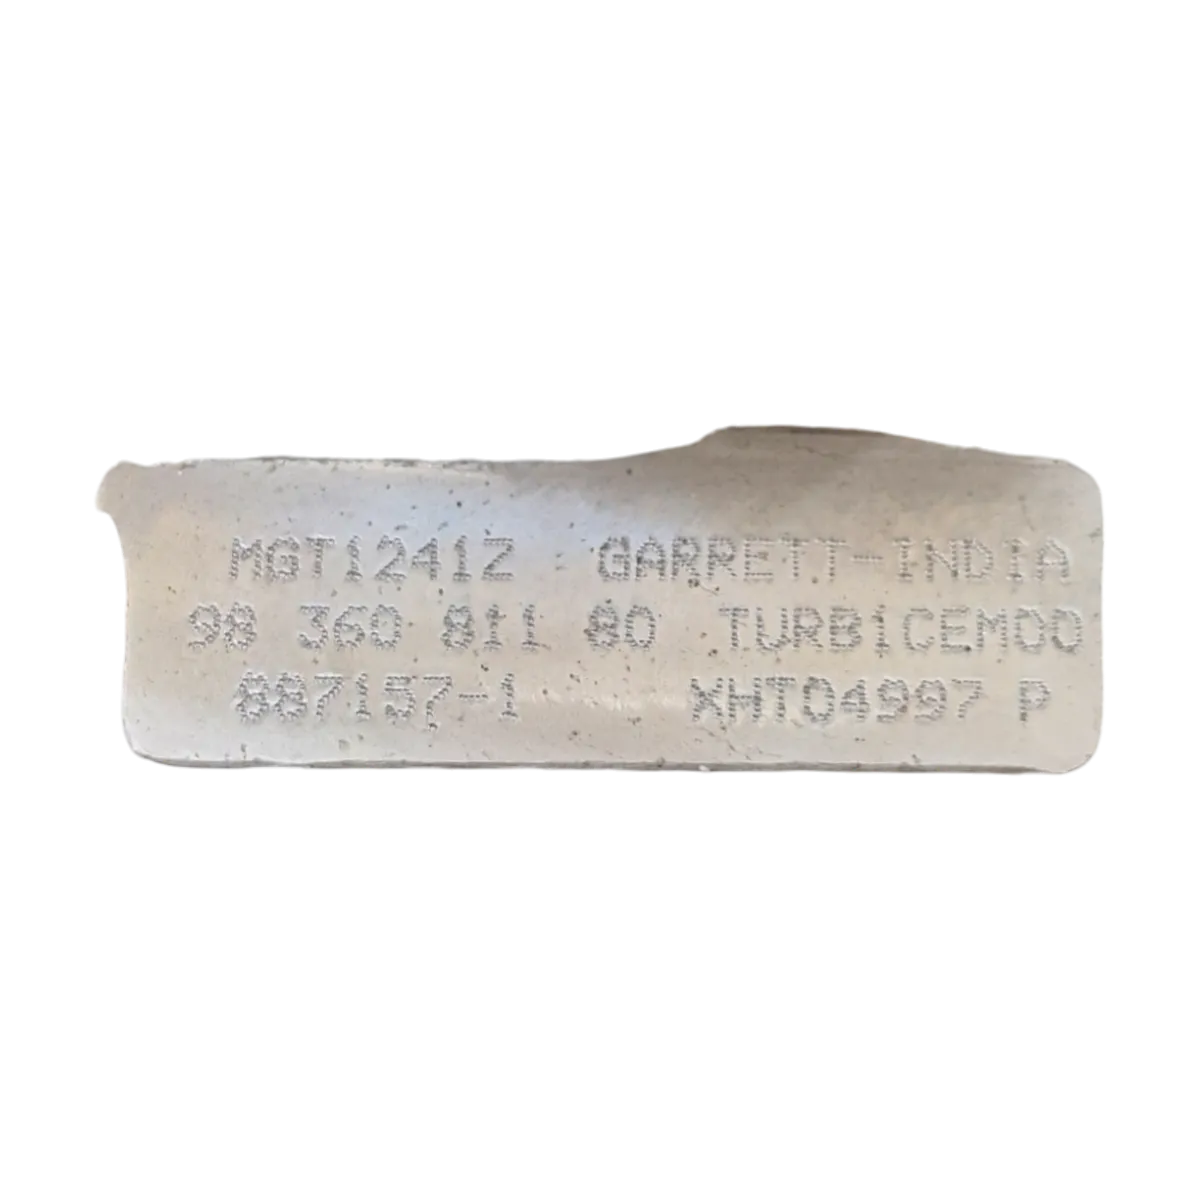 MGT1241Z GARRETT-INDIA
98 360 811 80 TURBICEM00
887157-1 XHT04997 P